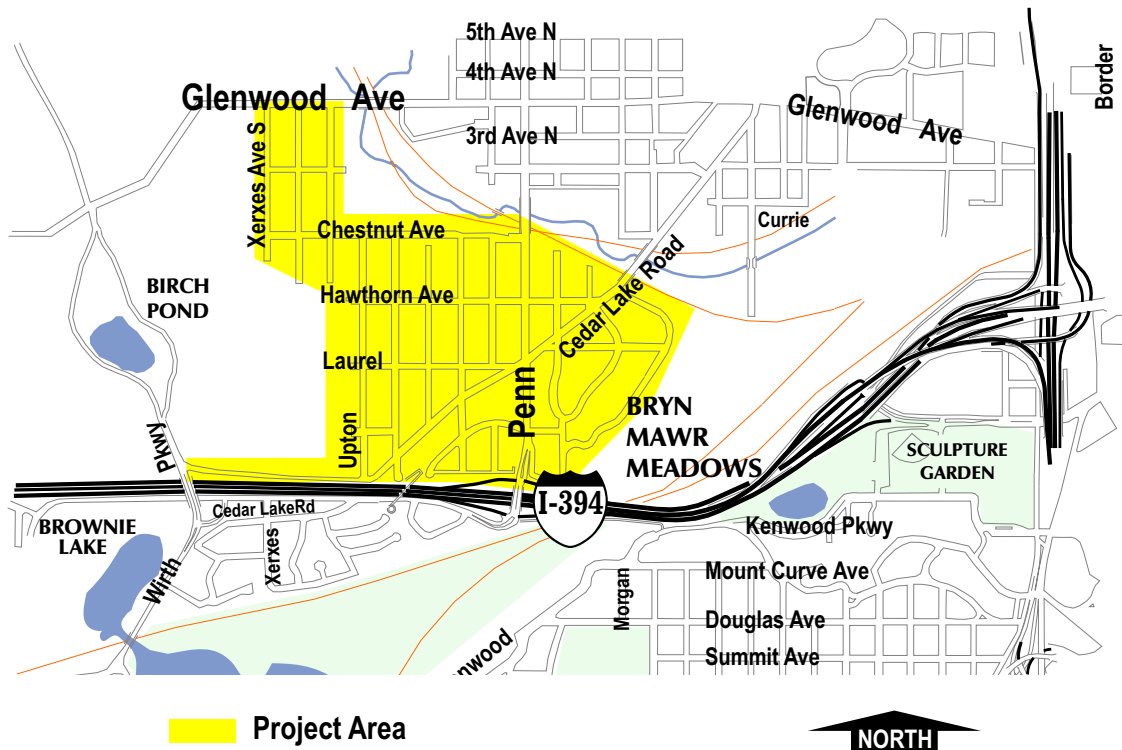 5th Ave N
4th Ave N
Glenwood Ave
Glenwood Ave
Border
3rd Ave N
Xerxes Ave S
Chestnut Ave
Currie
BIRCH
POND
Hawthorn Ave
Cedar Lake Road
Laurel
Penn
Upton
Pkwy
BRYN
MAWR
MEADOWS
SCULPTURE
GARDEN
I-394
Cedar LakeRd
BROWNIE
LAKE
Kenwood Pkwy
Xerxes
Wirth
Mount Curve Ave
Morgan
Douglas Ave
enwood
Summit Ave
Project Area
NORTH